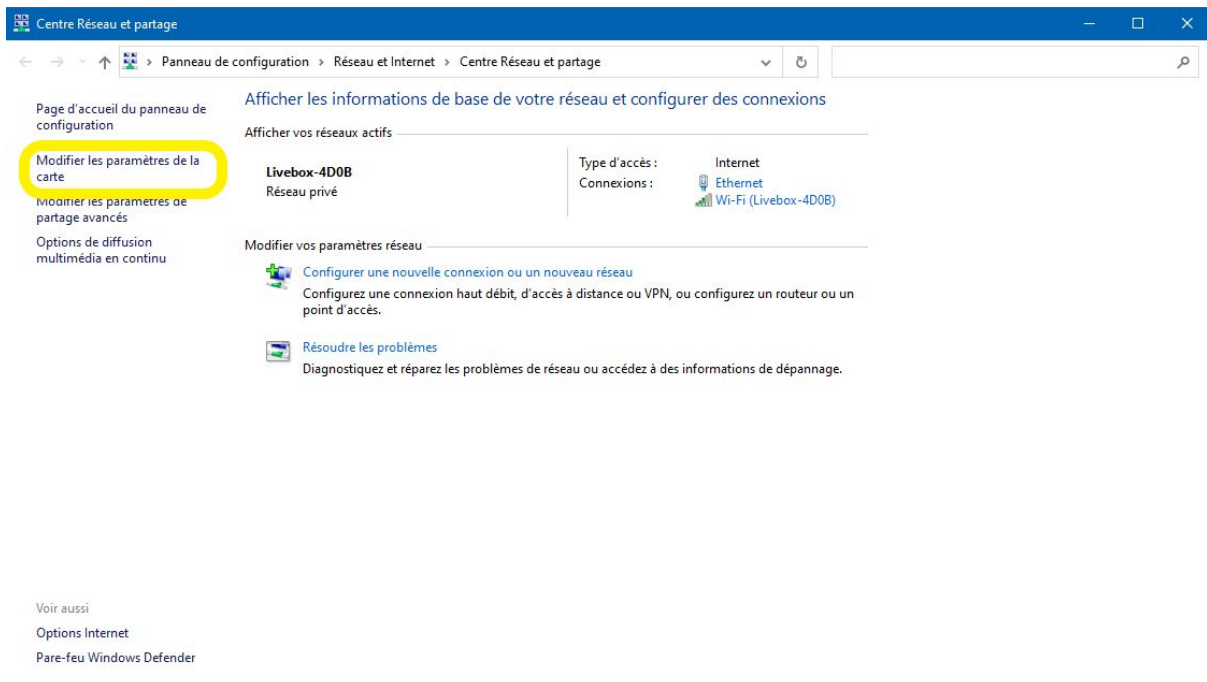 Centre Réseau et partage
Panneau de configuration > Réseau et Internet > Centre Réseau et partage
Page d'accueil du panneau de
configuration
Modifier les paramètres de la
carte
Modifier les paramètres de
partage avancés
Options de diffusion
multimédia en continu
Afficher les informations de base de votre réseau et configurer des connexions
Afficher vos réseaux actifs
Livebox-4D0B
Réseau privé
Type d'accès : Internet
Connexions : Ethernet
Wi-Fi (Livebox-4D0B)
Modifier vos paramètres réseau
Configurer une nouvelle connexion ou un nouveau réseau
Configurez une connexion haut débit, d'accès à distance ou VPN, ou configurez un routeur ou un
point d'accès.
Résoudre les problèmes
Diagnostiquez et réparez les problèmes de réseau ou accédez à des informations de dépannage.
Voir aussi
Options Internet
Pare-feu Windows Defender